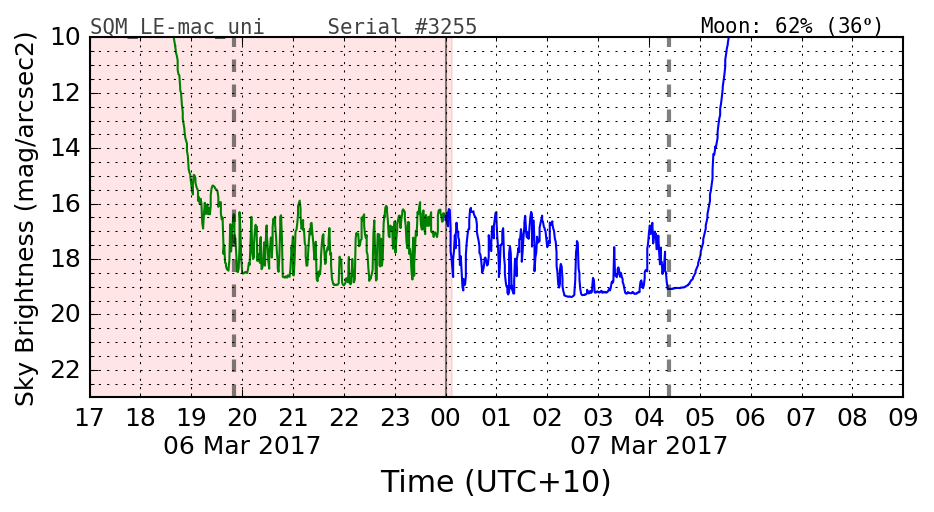 SQM_LE-mac_uni Serial #3255 Moon: 62% (36°)
10
12
14
16
18
20
22
Sky Brightness (mag/arcsec2)
17 18 19 20 21 22 23 00 01 02 03 04 05 06 07 08 09
06 Mar 2017 07 Mar 2017
Time (UTC+10)